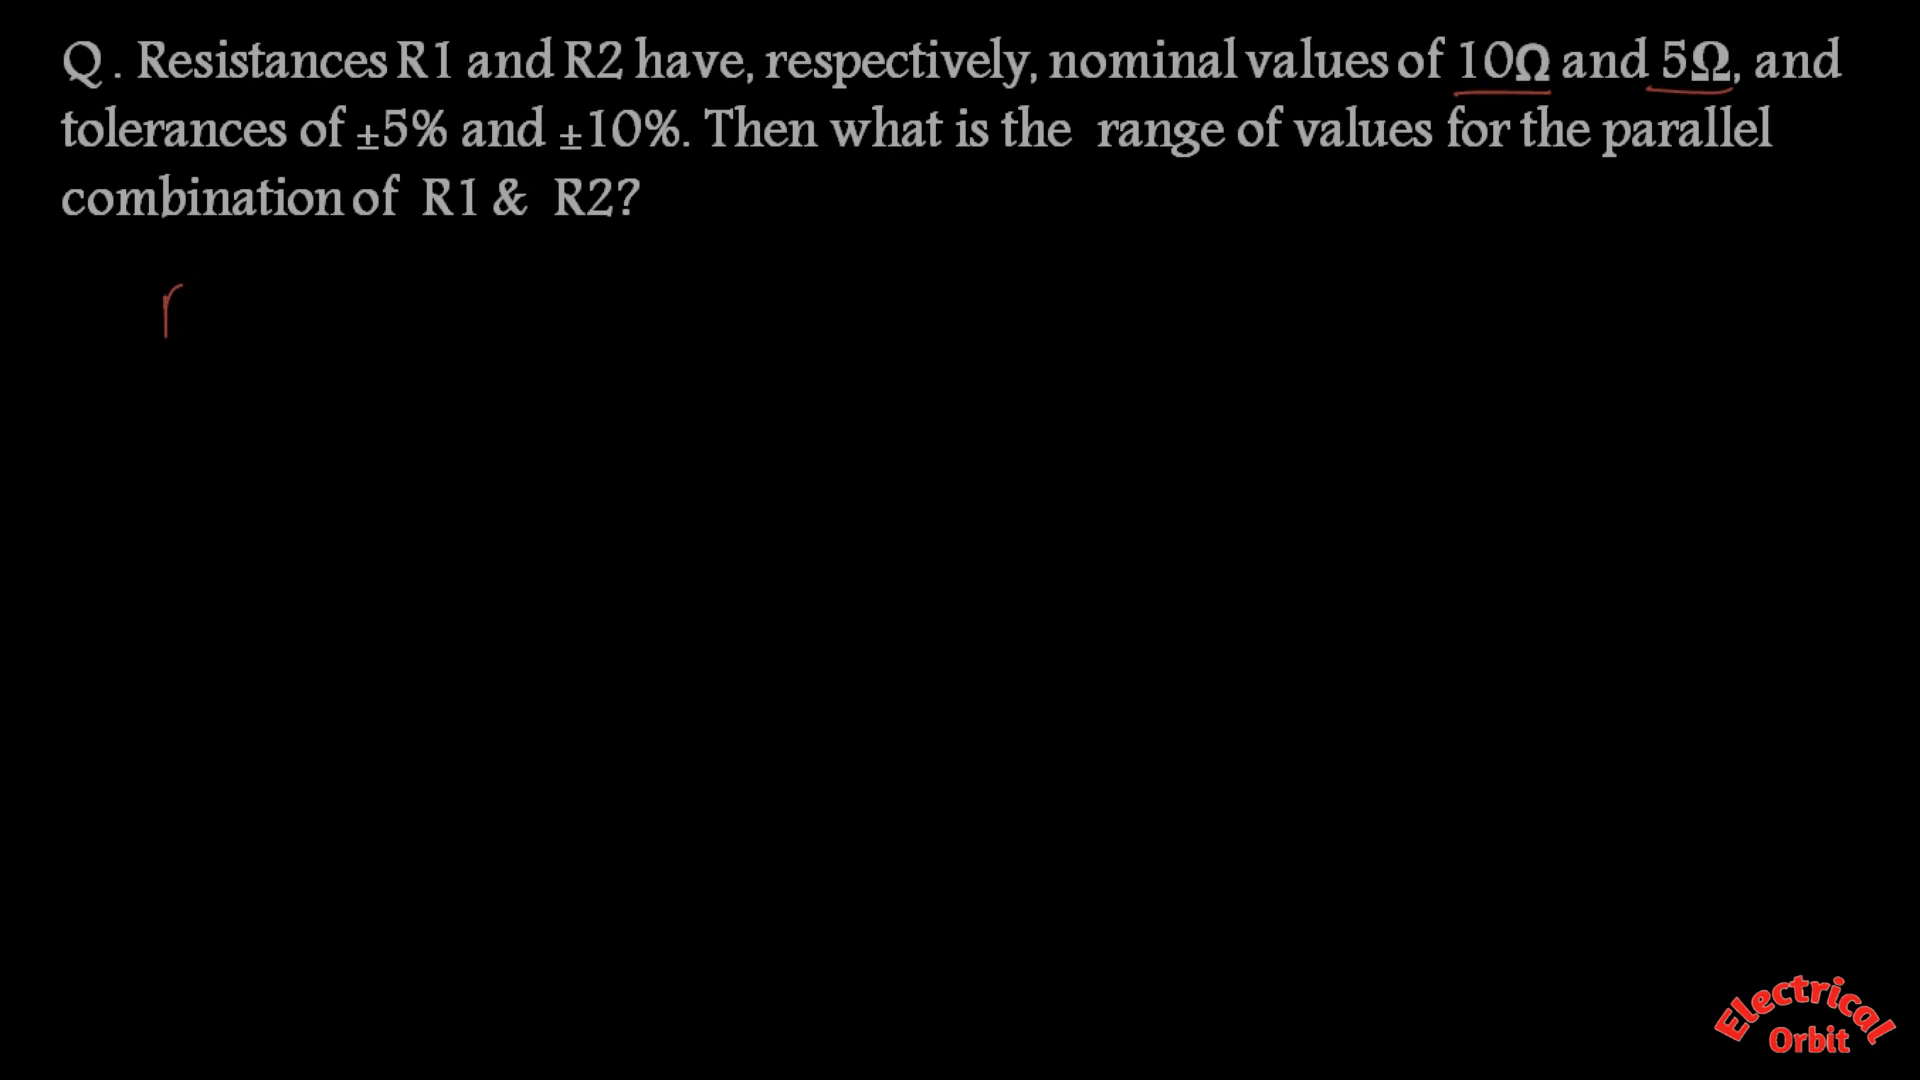 Q . Resistances R1 and R2 have, respectively, nominal values of 10Ω and 5Ω, and
tolerances of ±5% and ±10%. Then what is the range of values for the parallel
combination of R1 & R2?
Electrical
Orbit